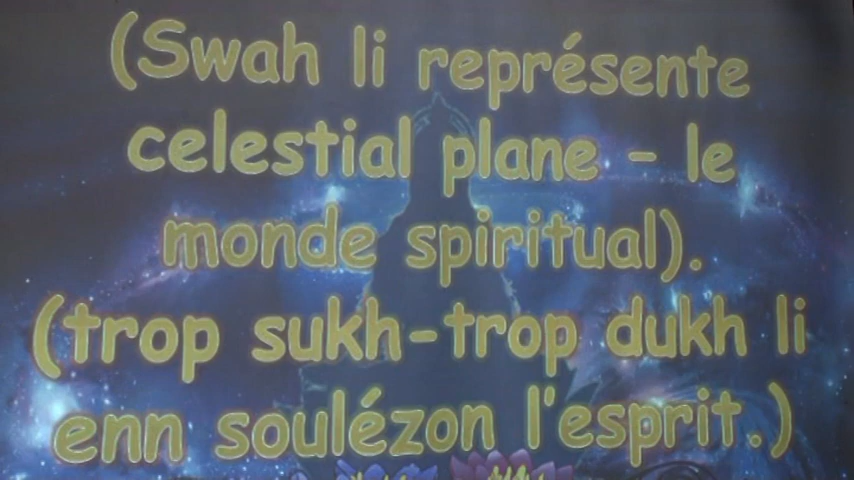 (Swah li représente
celestial plane - le
monde spiritual).
(trop sukh-trop dukh li
enn soulézon l'esprit.)